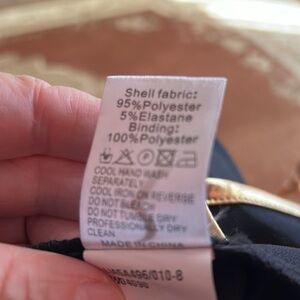 Shell fabric:
95%Polyester
5%Elastane
Binding:
100%Polyester
COOL HAND WASH
SEPARATELY
COOL IRON ON REVERSE
DO NOT BLEACH
DO NOT TUMBLE DRY
PROFESSIONALLY DRY
CLEAN
MADE IN CHINA